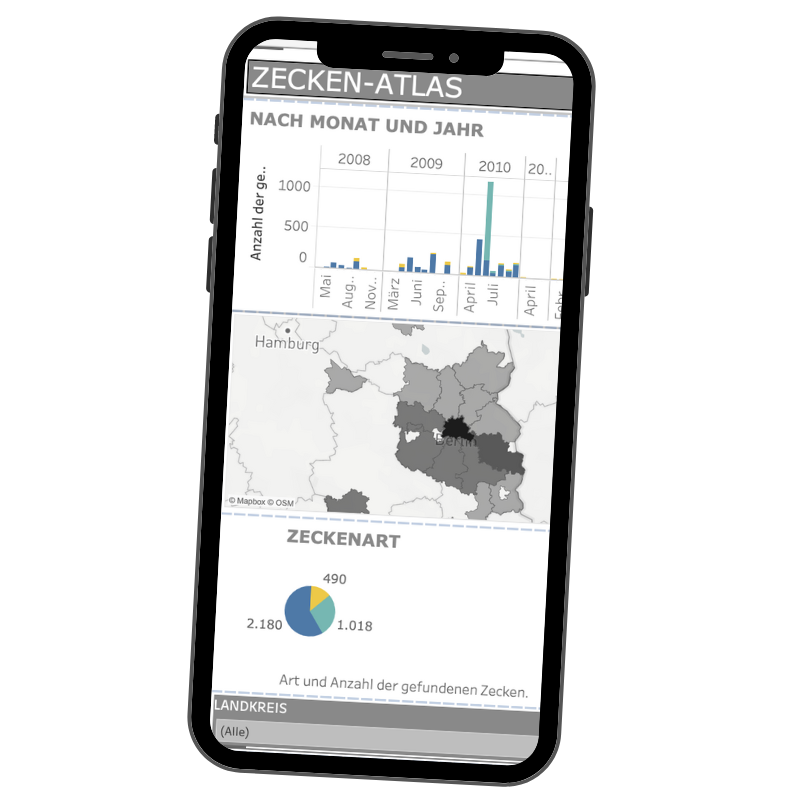 ZECKEN-ATLAS
NACH MONAT UND JAHR
2008 2009 2010 20..
Anzahl der ge..
1000
500
0
Mai Aug.. Nov.. März Juni Sep.. April Juli April Febr
Hamburg
Berlin
© Mapbox © OSM
ZECKENART
490
2.180 1.018
Art und Anzahl der gefundenen Zecken.
LANDKREIS
(Alle)